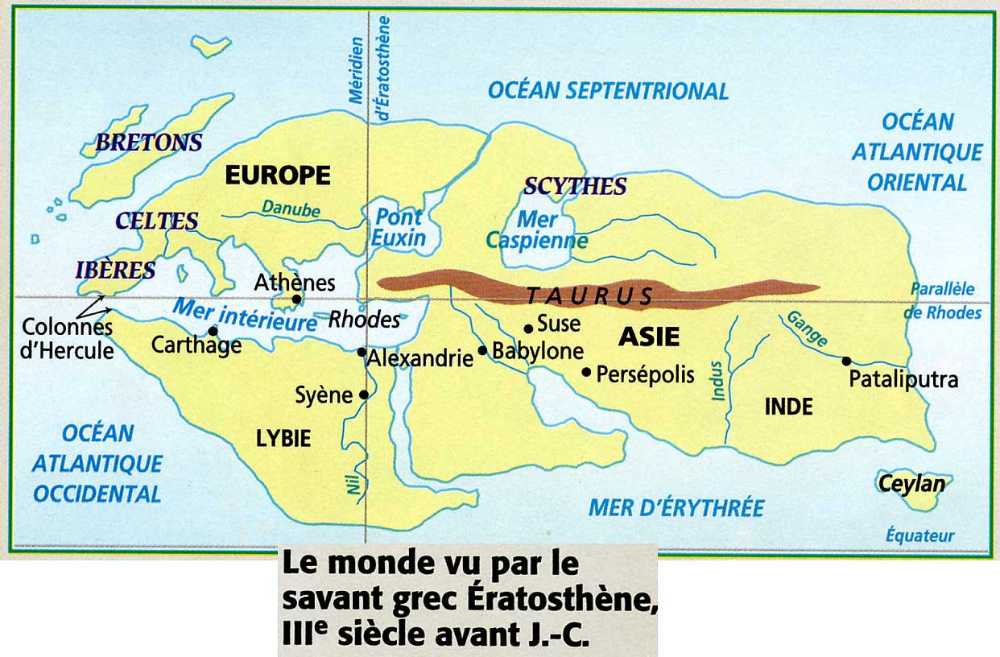 Méridien
d'Ératosthène
OCÉAN SEPTENTRIONAL
OCÉAN
ATLANTIQUE
ORIENTAL
BRETONS
EUROPE
SCYTHES
CELTES
Danube
Pont
Euxin
Mer
Caspienne
IBÈRES
Athènes
TAURUS
Parallèle
de Rhodes
Mer intérieure
Rhodes
Colonnes
d'Hercule
Carthage
Suse
ASIE
Gange
Alexandrie
Babylone
Persépolis
Indus
Pataliputra
Syène
INDE
LYBIE
OCÉAN
ATLANTIQUE
OCCIDENTAL
Nil
MER D'ÉRYTHRÉE
Ceylan
Équateur
Le monde vu par le
savant grec Ératosthène,
IIIe siècle avant J.-C.